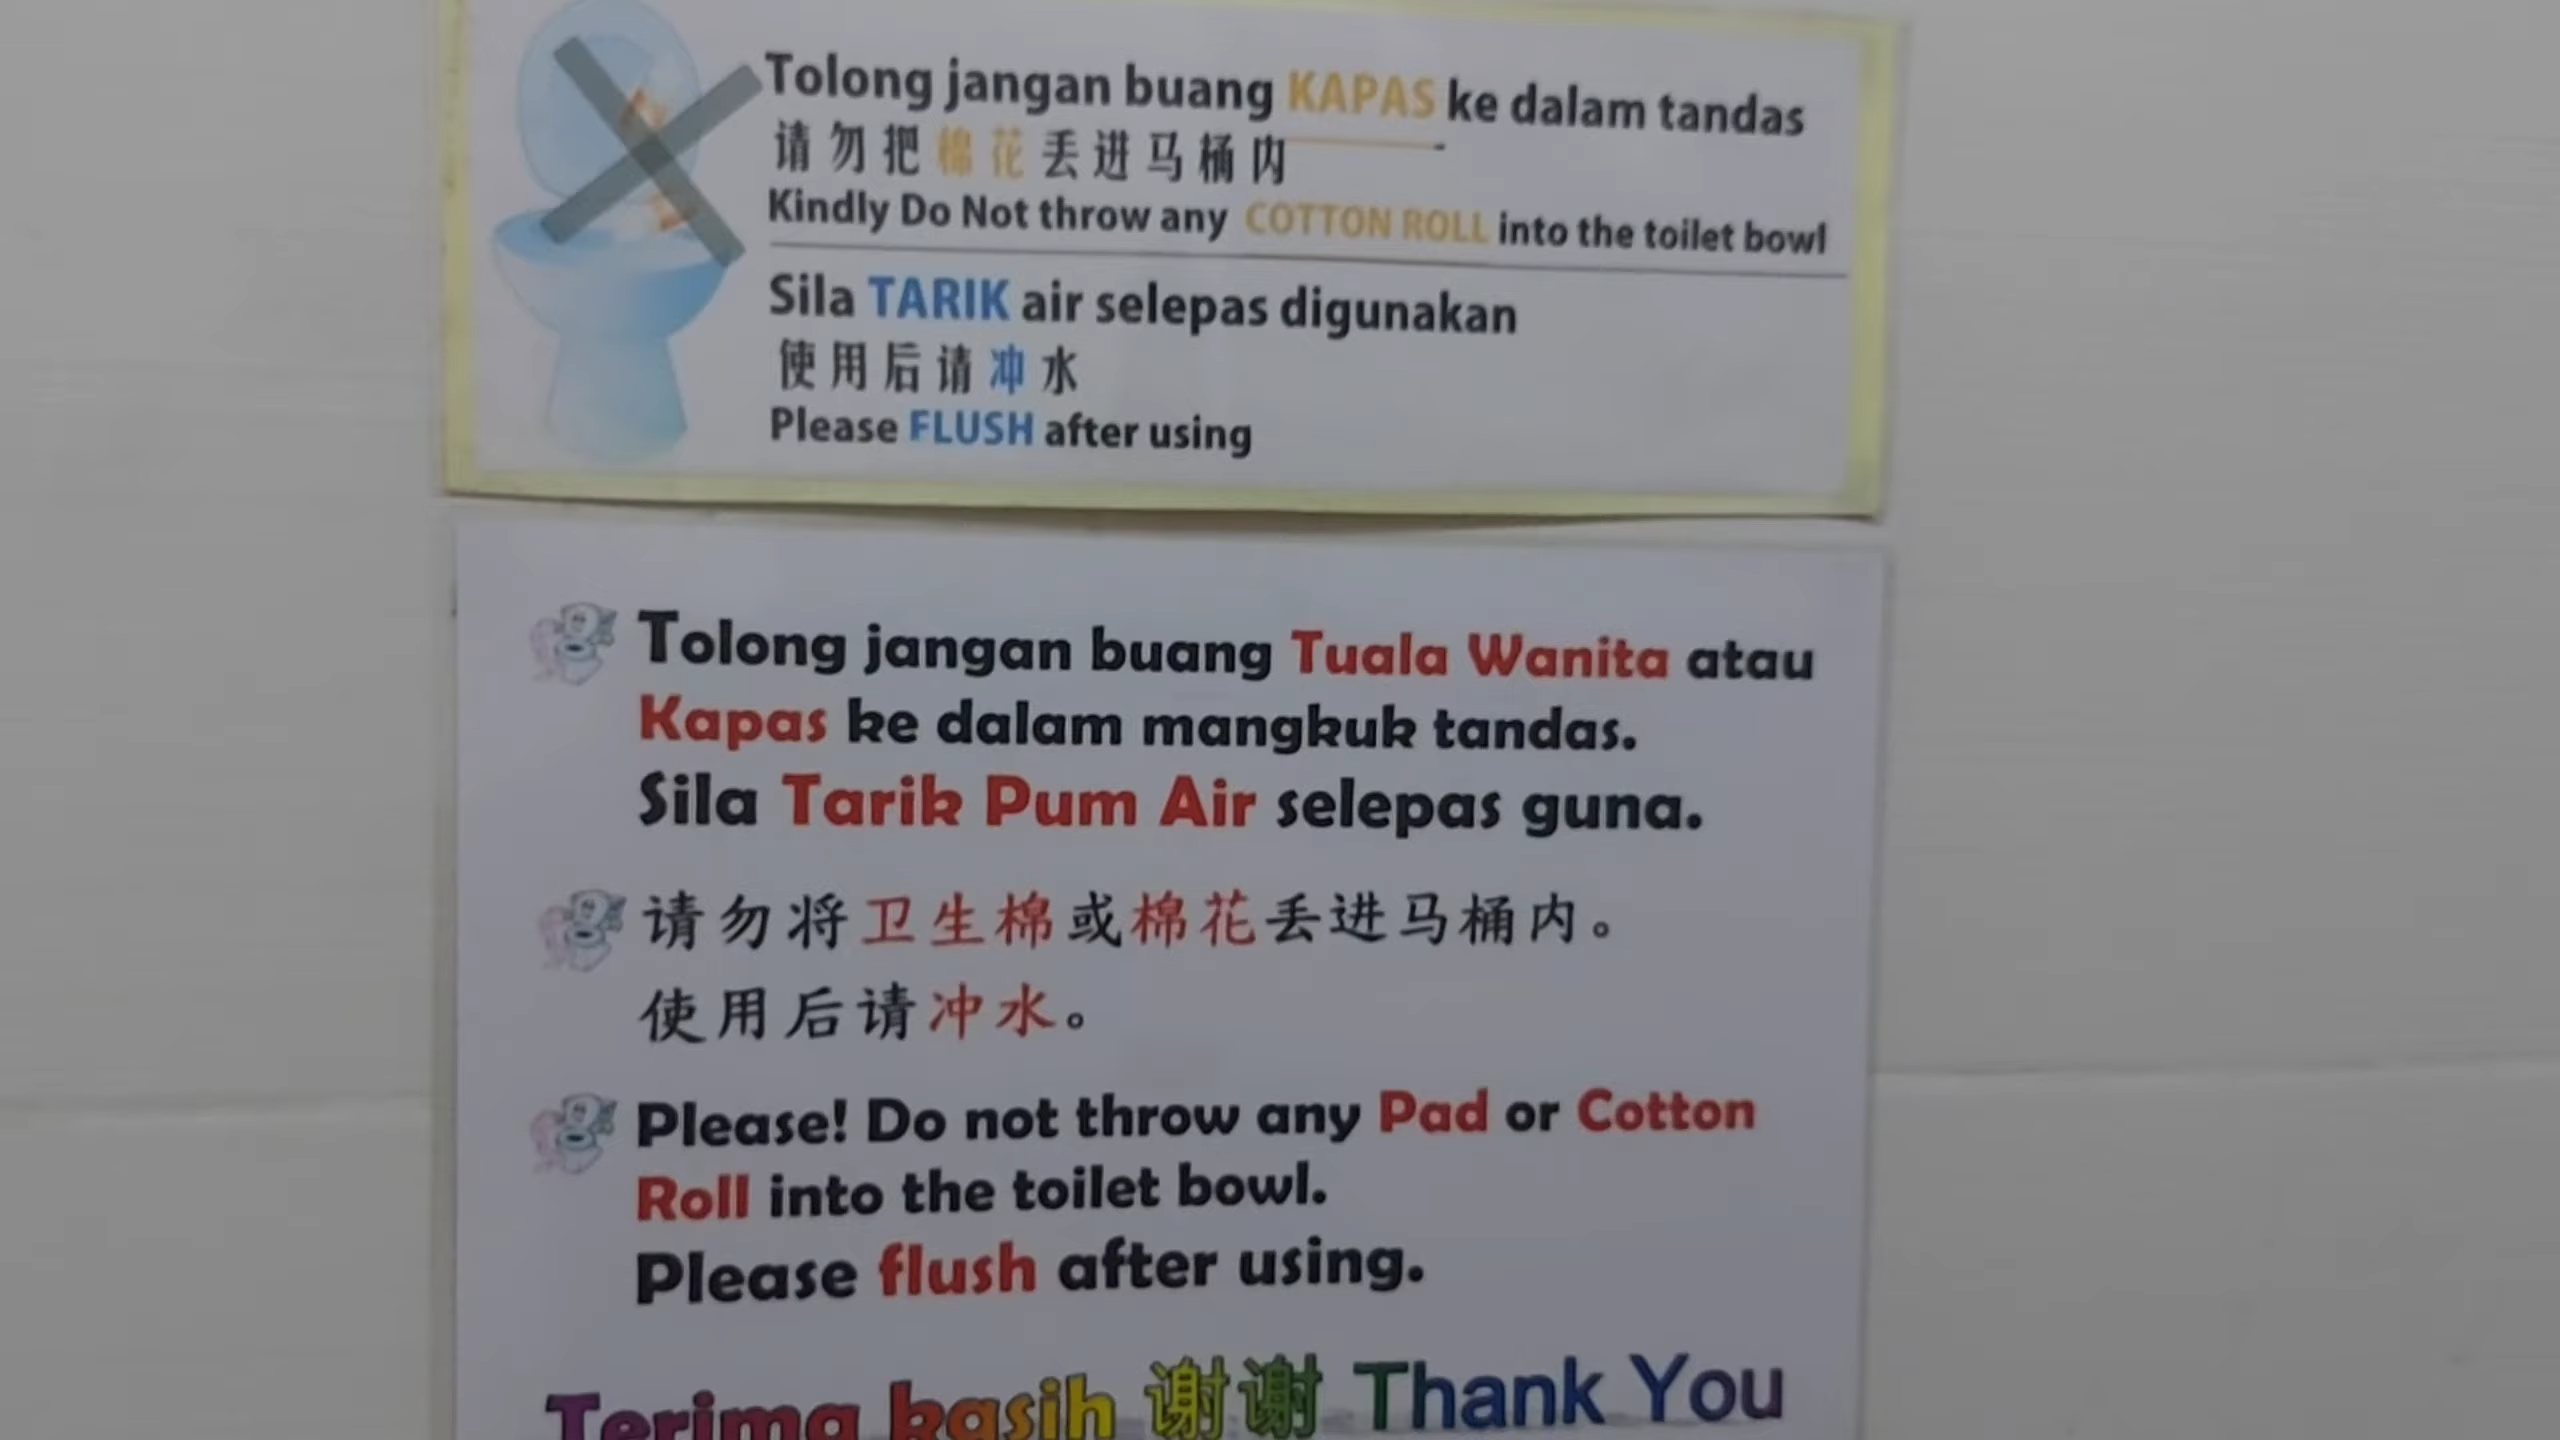 Tolong jangan buang KAPAS ke dalam tandas
请勿把棉花丢进马桶内
Kindly Do Not throw any COTTON ROLL into the toilet bowl
Sila TARIK air selepas digunakan
使用后请冲水
Please FLUSH after using
Tolong jangan buang Tuala Wanita atau
Kapas ke dalam mangkuk tandas.
Sila Tarik Pum Air selepas guna.
请勿将卫生棉或棉花丢进马桶内。
使用后请冲水。
Please! Do not throw any Pad or Cotton
Roll into the toilet bowl.
Please flush after using.
Terima kasih 谢谢 Thank You